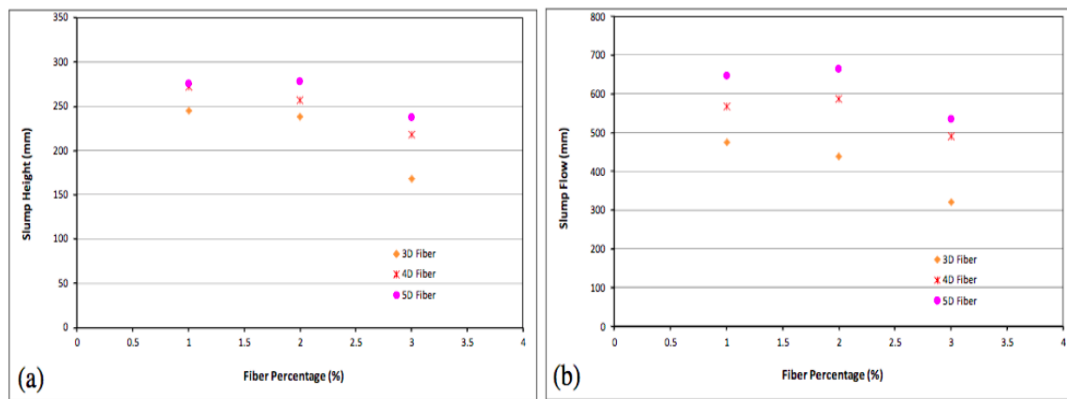 350
300
250
200
150
100
50
0
Slump Height (mm)
3D Fiber
4D Fiber
5D Fiber
0 0.5 1 1.5 2 2.5 3 3.5 4
Fiber Percentage (%)
(a)
800
700
600
500
400
300
200
100
0
Slump Flow (mm)
3D Fiber
4D Fiber
5D Fiber
0 0.5 1 1.5 2 2.5 3 3.5 4
Fiber Percentage (%)
(b)